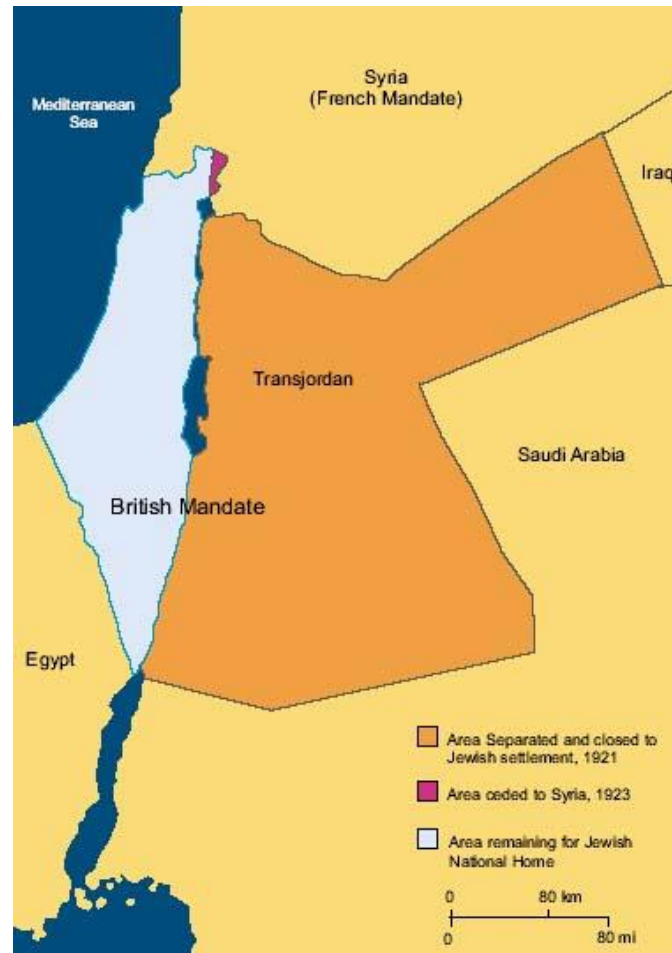 Syria
(French Mandate)
Mediterranean
Sea
Iraq
Transjordan
Saudi Arabia
British Mandate
Egypt
Area Separated and closed to
Jewish settlement, 1921
Area ceded to Syria, 1923
Area remaining for Jewish
National Home
0 80 km
0 80 mi